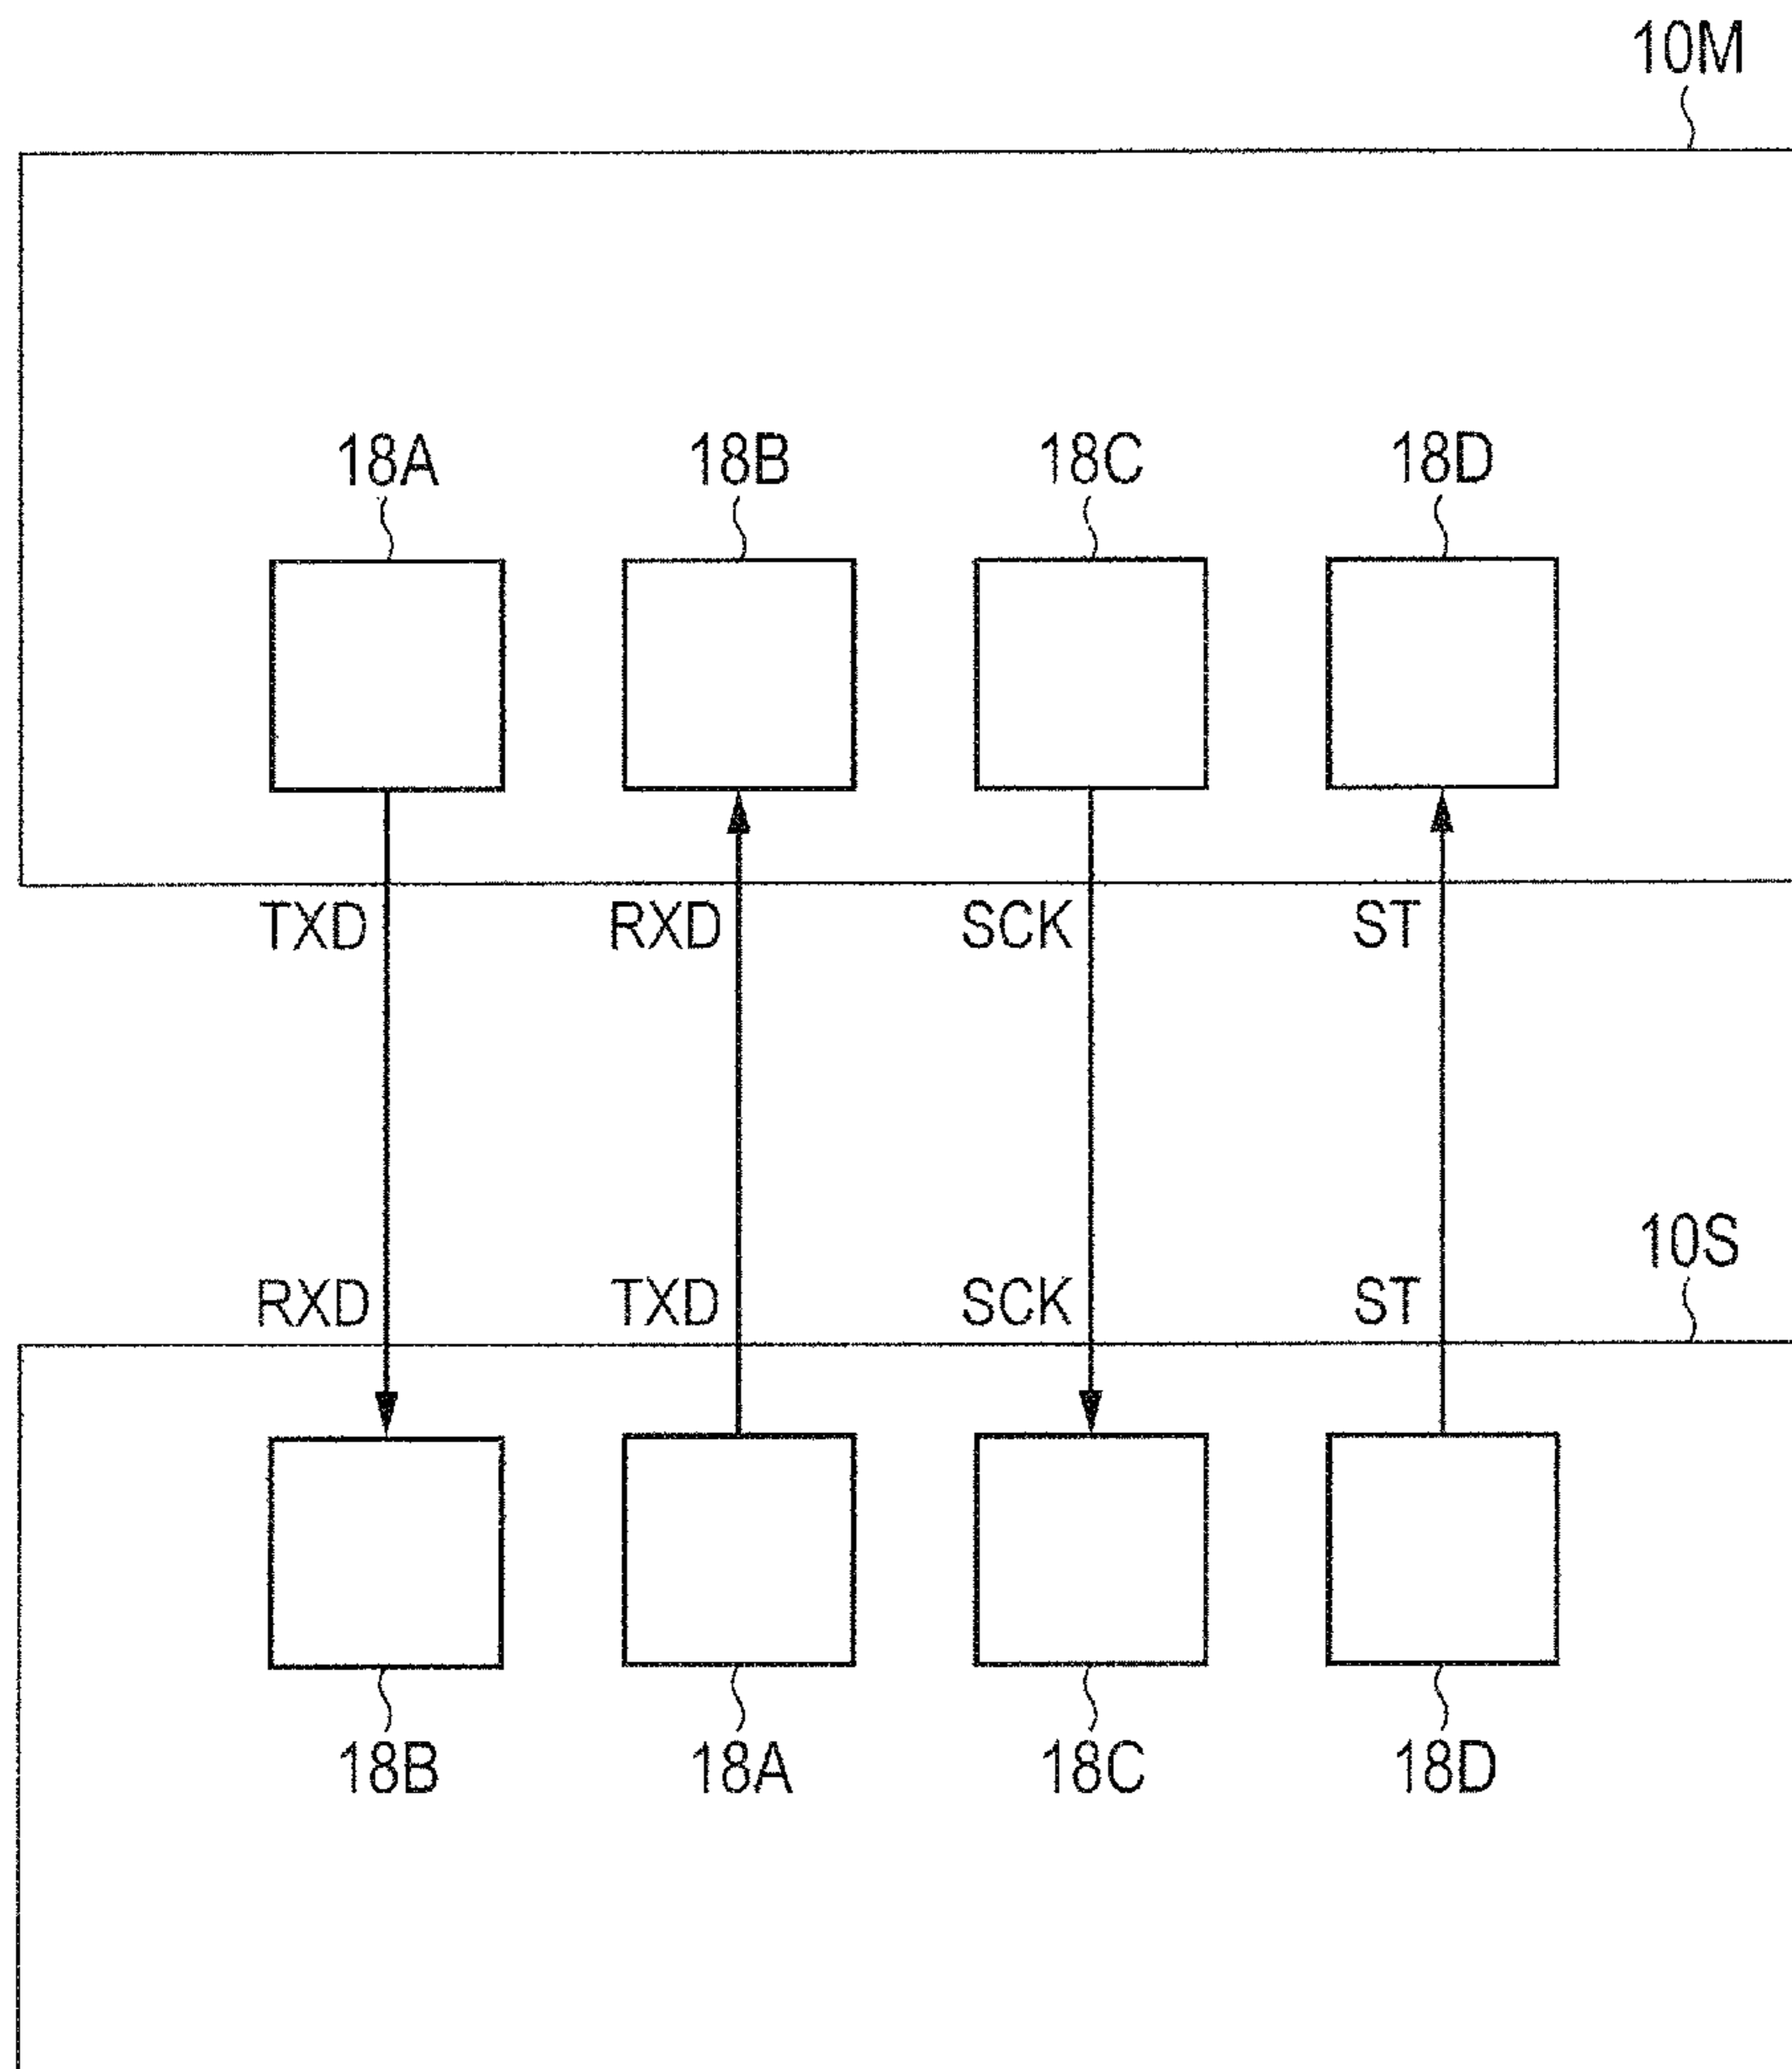 10M
18A 18B 18C 18D
TXD RXD SCK ST
10S
RXD TXD SCK ST
18B 18A 18C 18D